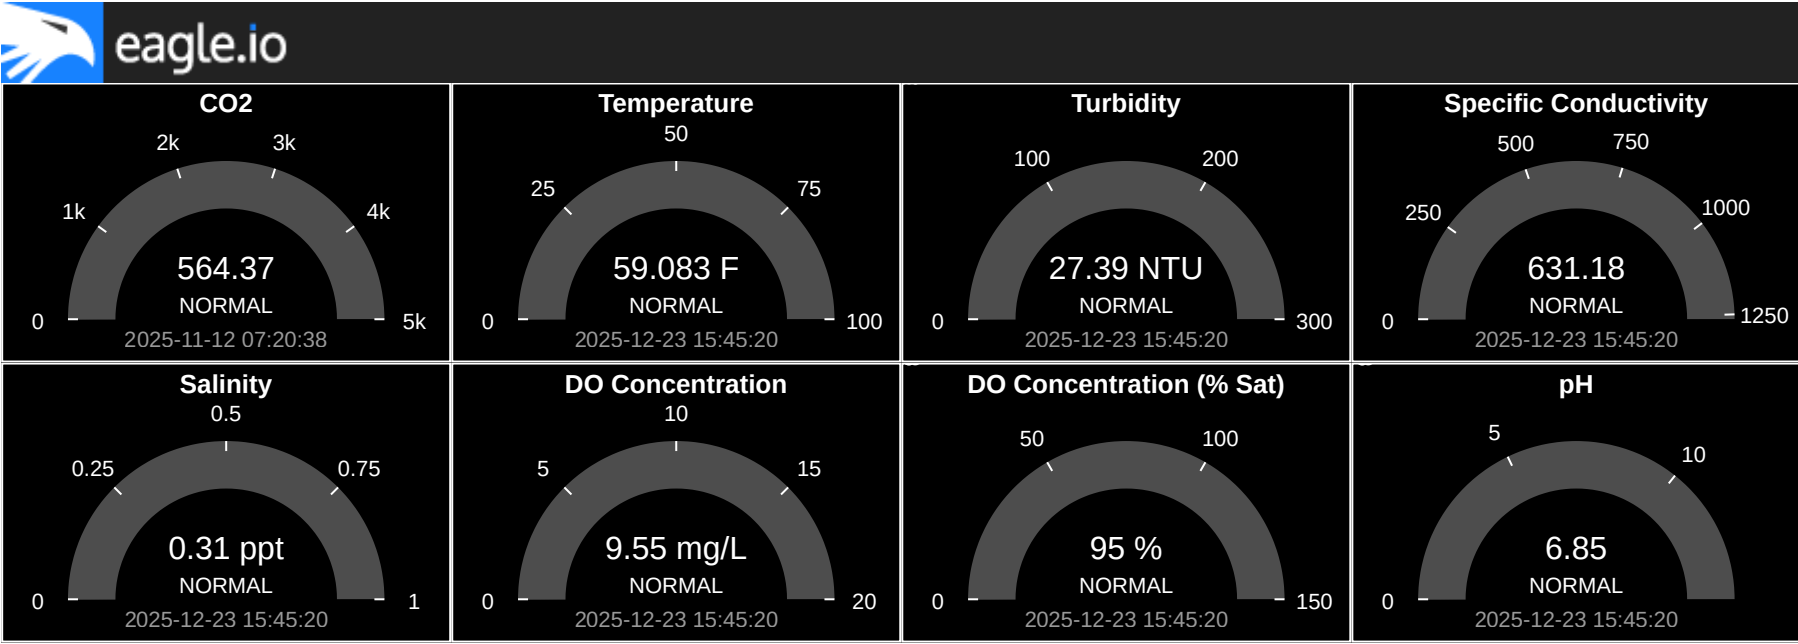 eagle.io
CO2
2k
3k
1k
4k
564.37
NORMAL
0
5k
2025-11-12 07:20:38
Temperature
50
25
75
59.083 F
NORMAL
0
100
2025-12-23 15:45:20
Turbidity
100
200
27.39 NTU
NORMAL
0
300
2025-12-23 15:45:20
Specific Conductivity
500
750
250
1000
631.18
NORMAL
0
1250
2025-12-23 15:45:20
Salinity
0.5
0.25
0.75
0.31 ppt
NORMAL
0
1
2025-12-23 15:45:20
DO Concentration
10
5
15
9.55 mg/L
NORMAL
0
20
2025-12-23 15:45:20
DO Concentration (% Sat)
50
100
95 %
NORMAL
0
150
2025-12-23 15:45:20
pH
5
10
6.85
NORMAL
0
2025-12-23 15:45:20